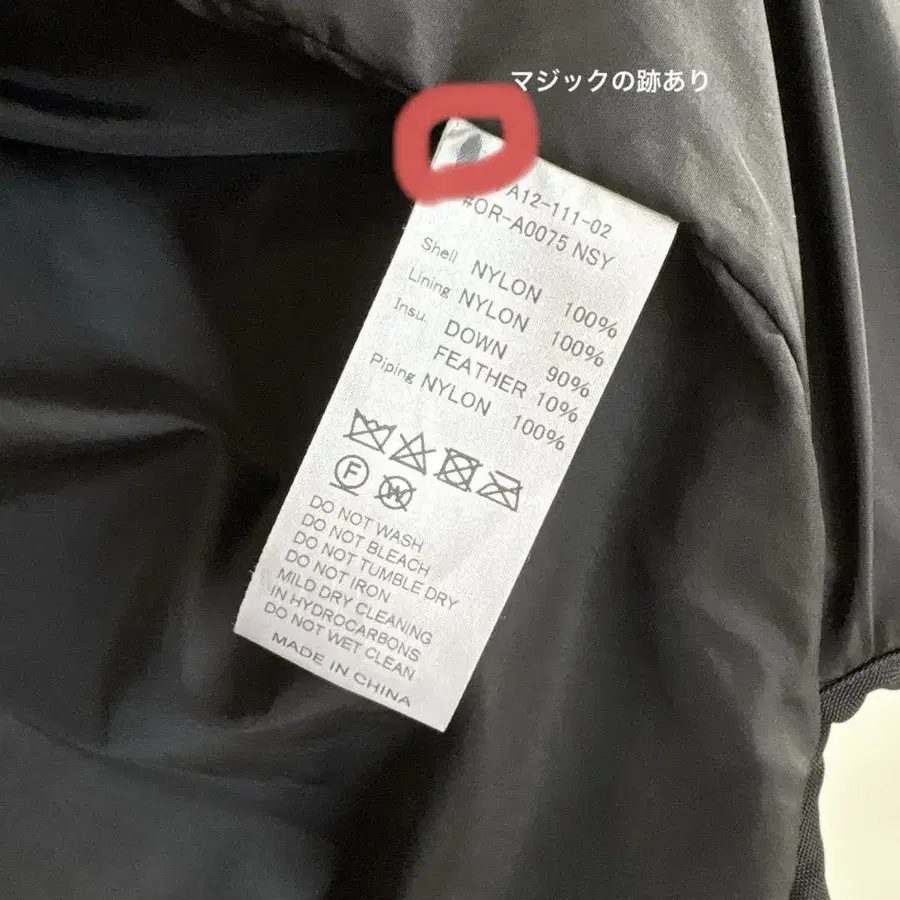 マジックの跡あり
A12-111-02
#OR-A0075 NSY
Shell NYLON 100%
Lining NYLON 100%
Insu. DOWN 90%
FEATHER 10%
Piping NYLON 100%
F
W
DO NOT WASH
DO NOT BLEACH
DO NOT TUMBLE DRY
DO NOT IRON
MILD DRY CLEANING
IN HYDROCARBONS
DO NOT WET CLEAN
MADE IN CHINA